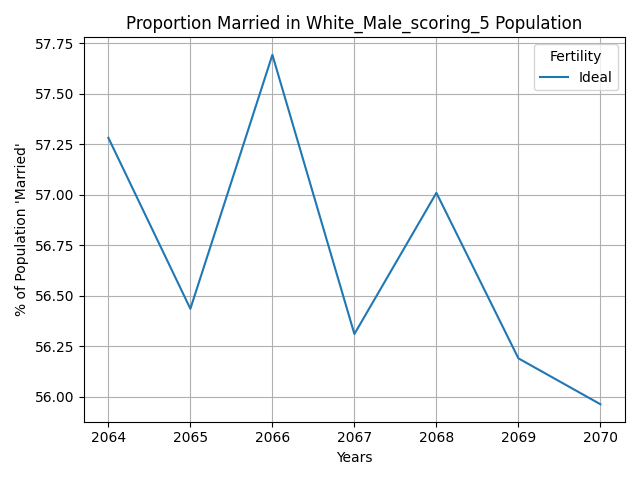 Proportion Married in White_Male_scoring_5 Population
Fertility
Ideal
% of Population 'Married'
57.75
57.50
57.25
57.00
56.75
56.50
56.25
56.00
2064 2065 2066 2067 2068 2069 2070
Years